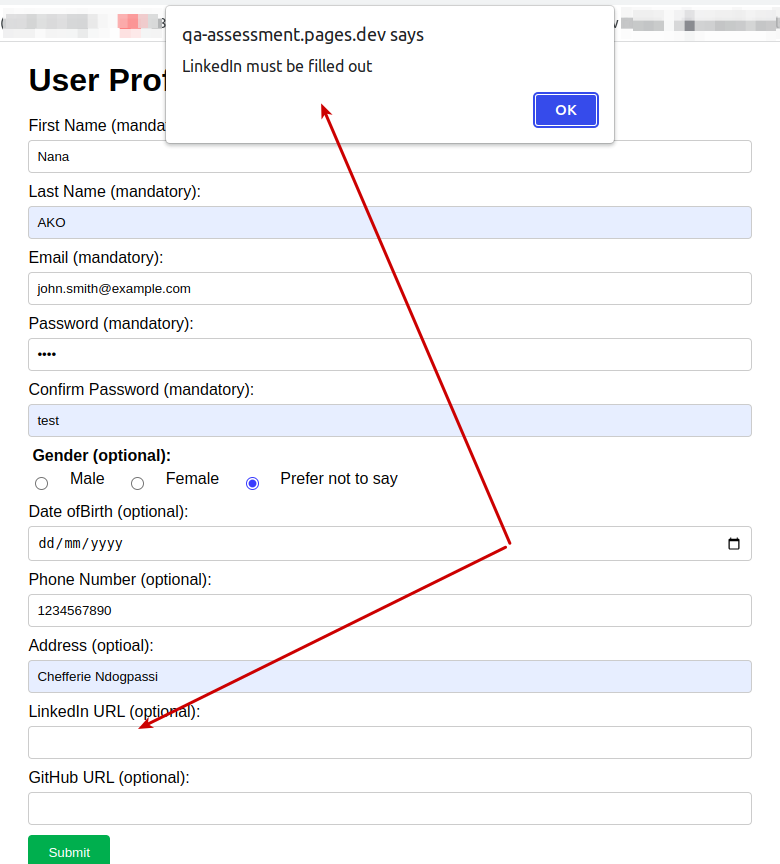 qa-assessment.pages.dev says
LinkedIn must be filled out
OK
User Prof
First Name (manda
Nana
Last Name (mandatory):
AKO
Email (mandatory):
john.smith@example.com
Password (mandatory):
••••
Confirm Password (mandatory):
test
Gender (optional):
Male Female Prefer not to say
Date ofBirth (optional):
dd/mm/yyyy
Phone Number (optional):
1234567890
Address (optioal):
Chefferie Ndogpassi
LinkedIn URL (optional):
GitHub URL (optional):
Submit